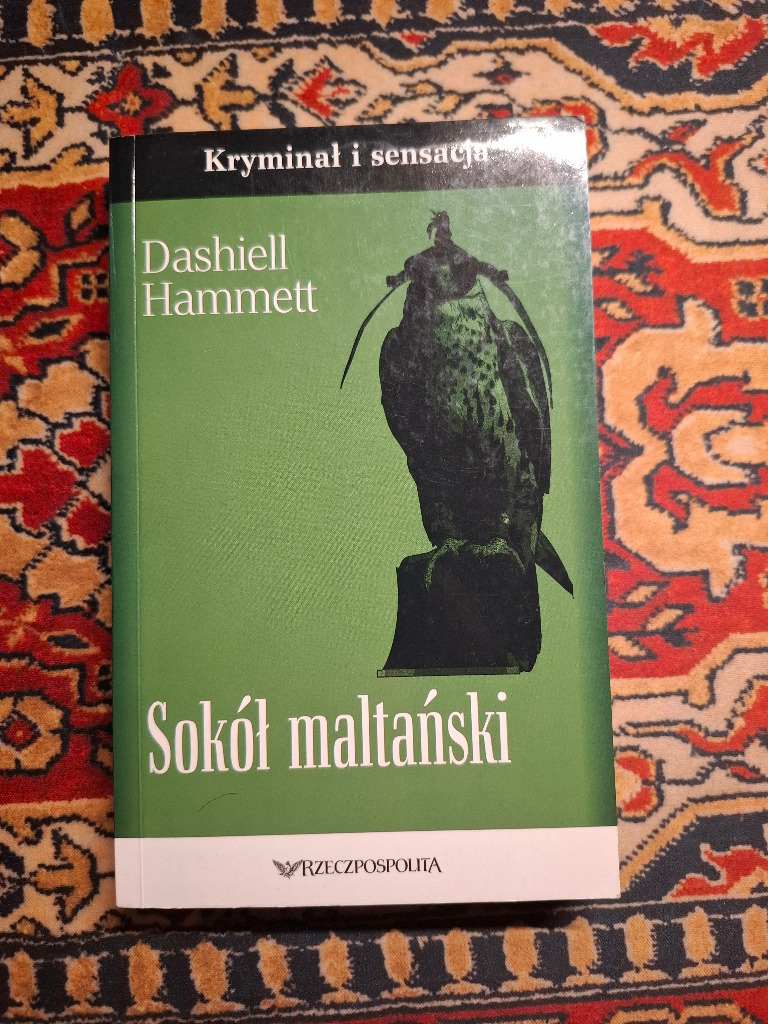 Kryminał i sensacja
Dashiell
Hammett
Sokół maltański
RZECZPOSPOLITA